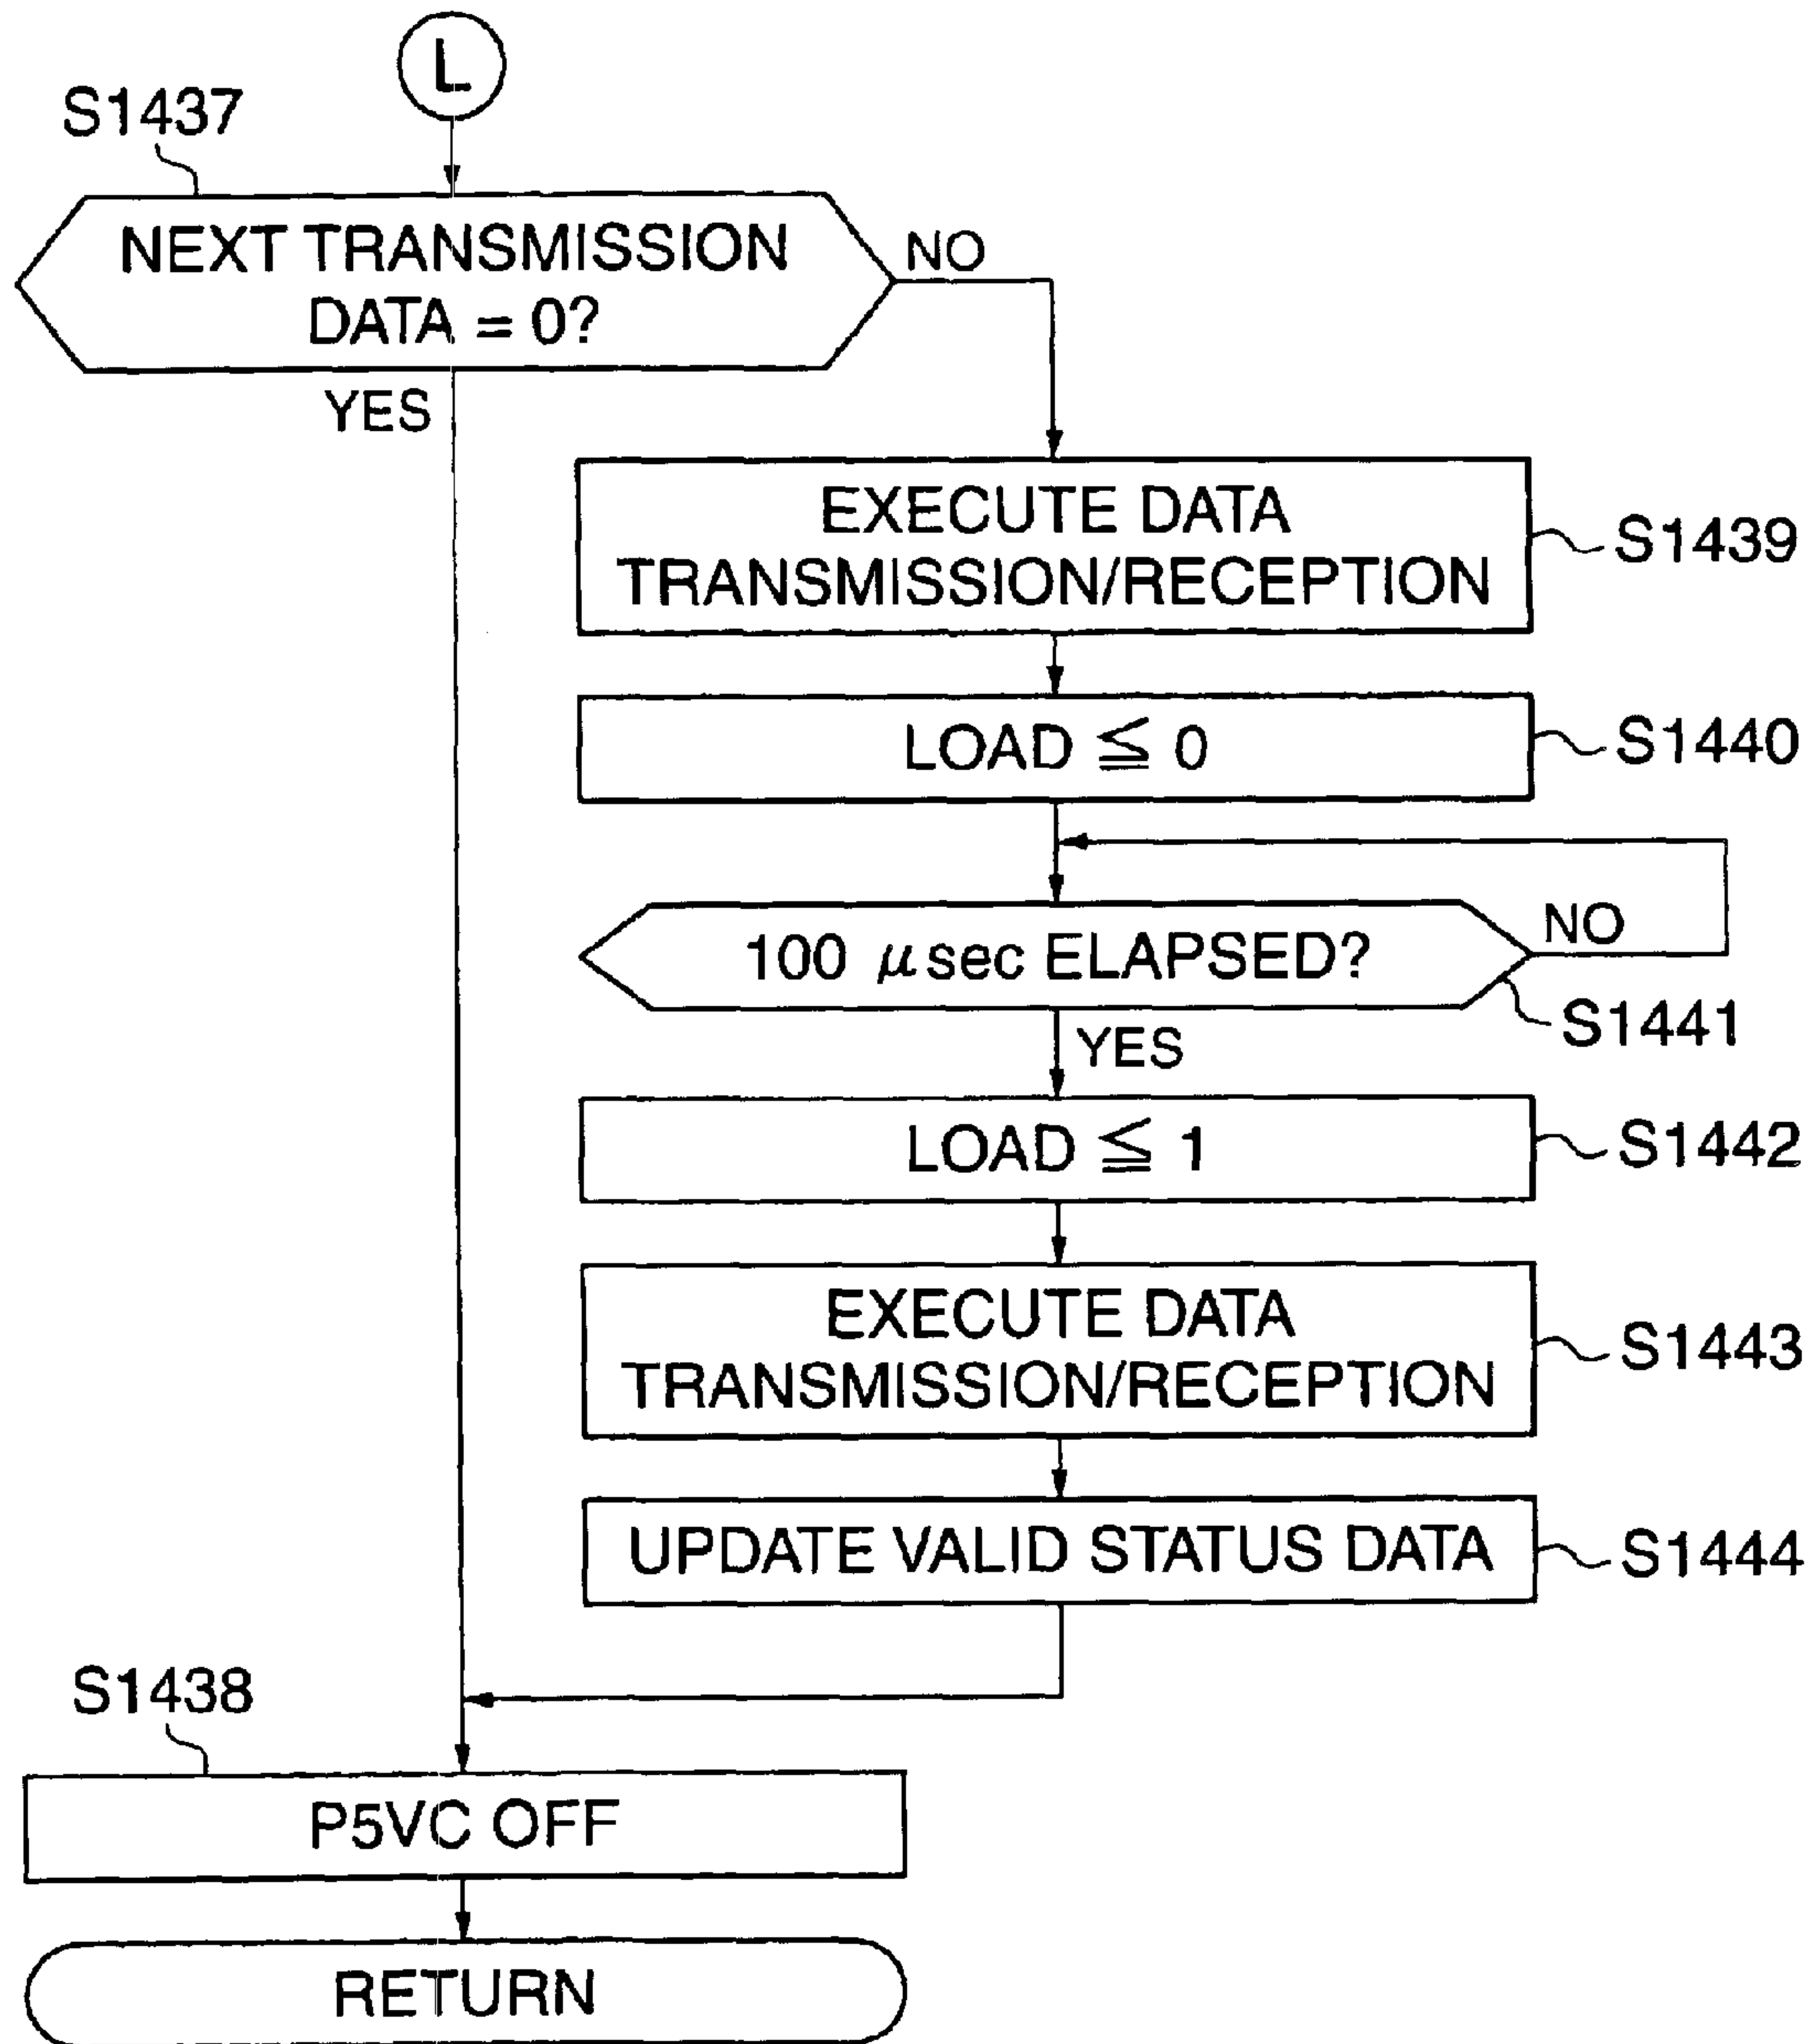 L
S1437
NEXT TRANSMISSION
DATA = 0?
NO
YES
EXECUTE DATA
TRANSMISSION/RECEPTION
S1439
LOAD ≦ 0
S1440
100 μsec ELAPSED?
NO
S1441
YES
LOAD ≦ 1
S1442
EXECUTE DATA
TRANSMISSION/RECEPTION
S1443
UPDATE VALID STATUS DATA
S1444
S1438
P5VC OFF
RETURN